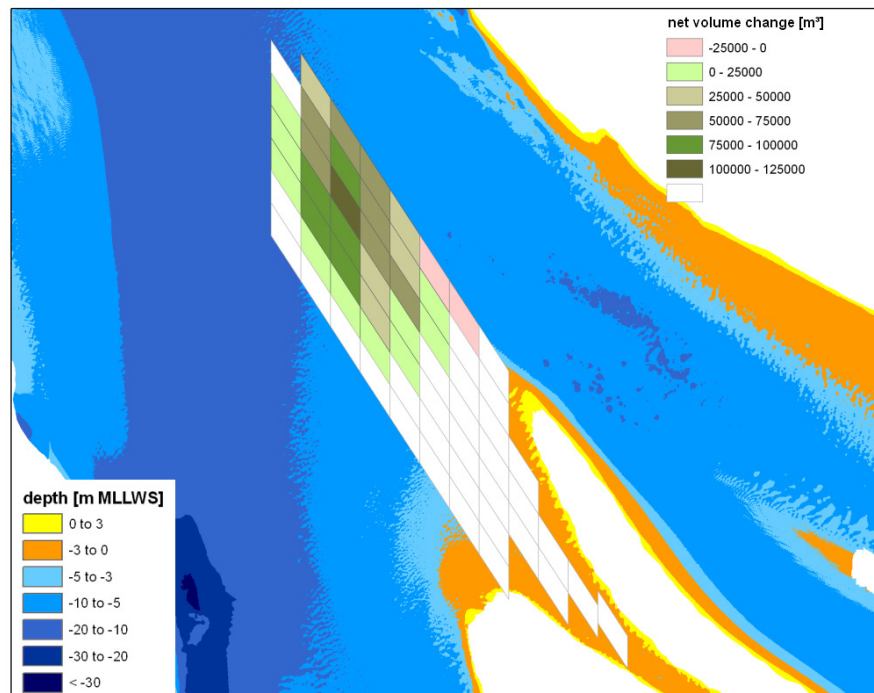 net volume change [m³]
-25000 - 0
0 - 25000
25000 - 50000
50000 - 75000
75000 - 100000
100000 - 125000
depth [m MLLWS]
0 to 3
-3 to 0
-5 to -3
-10 to -5
-20 to -10
-30 to -20
< -30